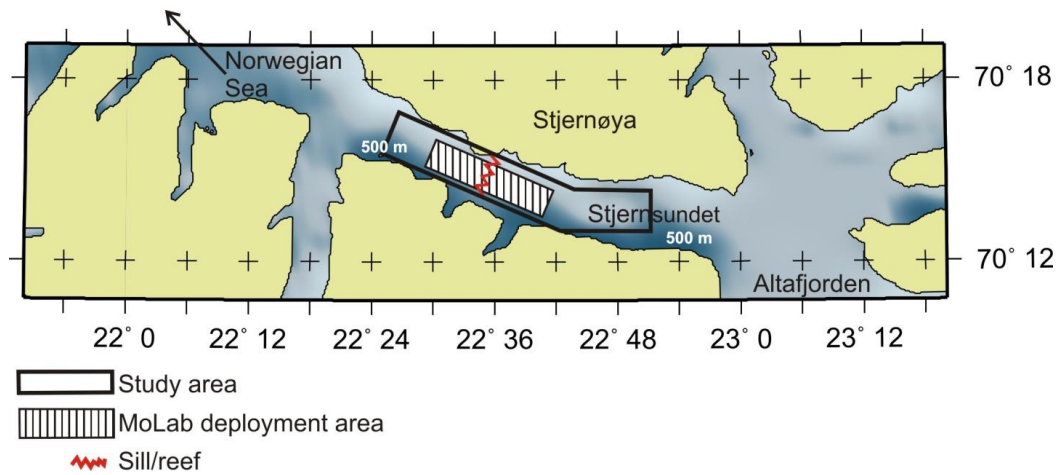 Norwegian
Sea
70° 18
Stjernøya
500 m
Stjernsundet
500 m
70° 12
Altafjorden
22° 0
22° 12
22° 24
22° 36
22° 48
23° 0
23° 12
Study area
MoLab deployment area
Sill/reef